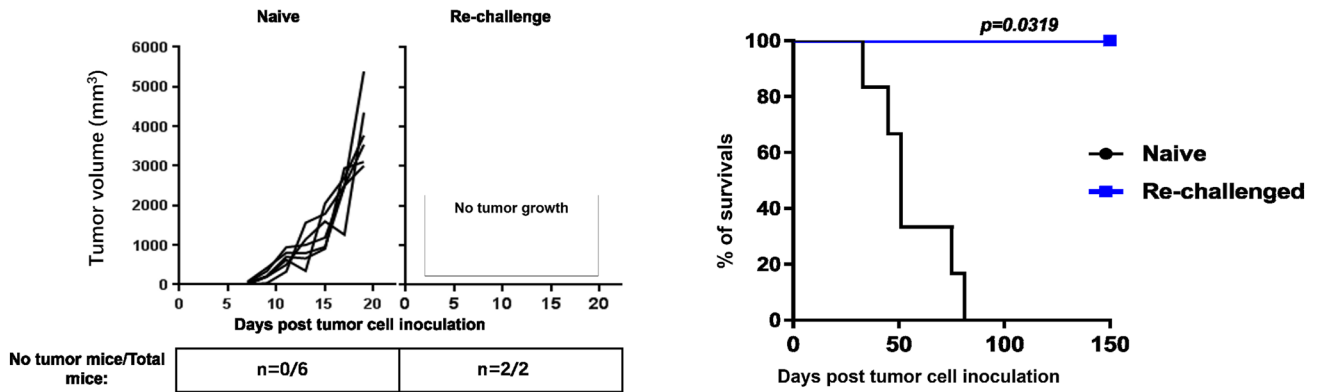 Naive
Re-challenge
Tumor volume (mm³)
6000
5000
4000
3000
2000
1000
0
0 5 10 15 20
No tumor growth
0 5 10 15 20
Days post tumor cell inoculation
No tumor mice/Total
mice:
n=0/6
n=2/2
p=0.0319
% of survivals
100
80
60
40
20
0
0 50 100 150
Days post tumor cell inoculation
Naive
Re-challenged